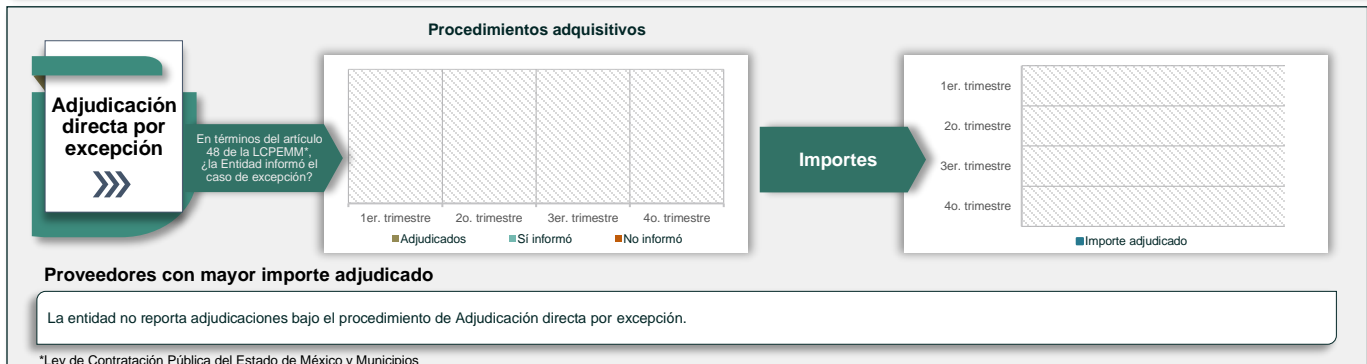 Procedimientos adquisitivos
Adjudicación
directa por
excepción
En términos del artículo
48 de la LCPEMM*,
¿la Entidad informó el
caso de excepción?
1er. trimestre 2o. trimestre 3er. trimestre 4o. trimestre
Adjudicados Sí informó No informó
Importes
1er. trimestre
2o. trimestre
3er. trimestre
4o. trimestre
Importe adjudicado
Proveedores con mayor importe adjudicado
La entidad no reporta adjudicaciones bajo el procedimiento de Adjudicación directa por excepción.
*Ley de Contratación Pública del Estado de México y Municipios